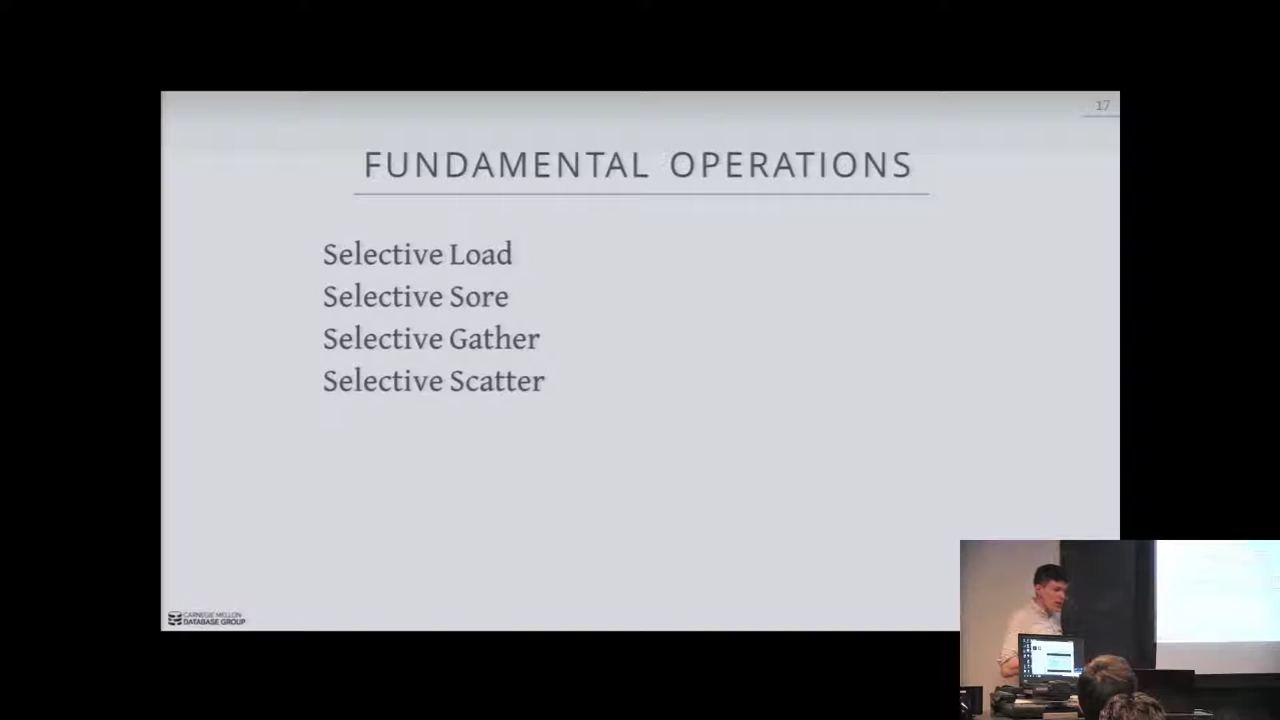 17
FUNDAMENTAL OPERATIONS
Selective Load
Selective Sore
Selective Gather
Selective Scatter
CARNEGIE MELLON
DATABASE GROUP